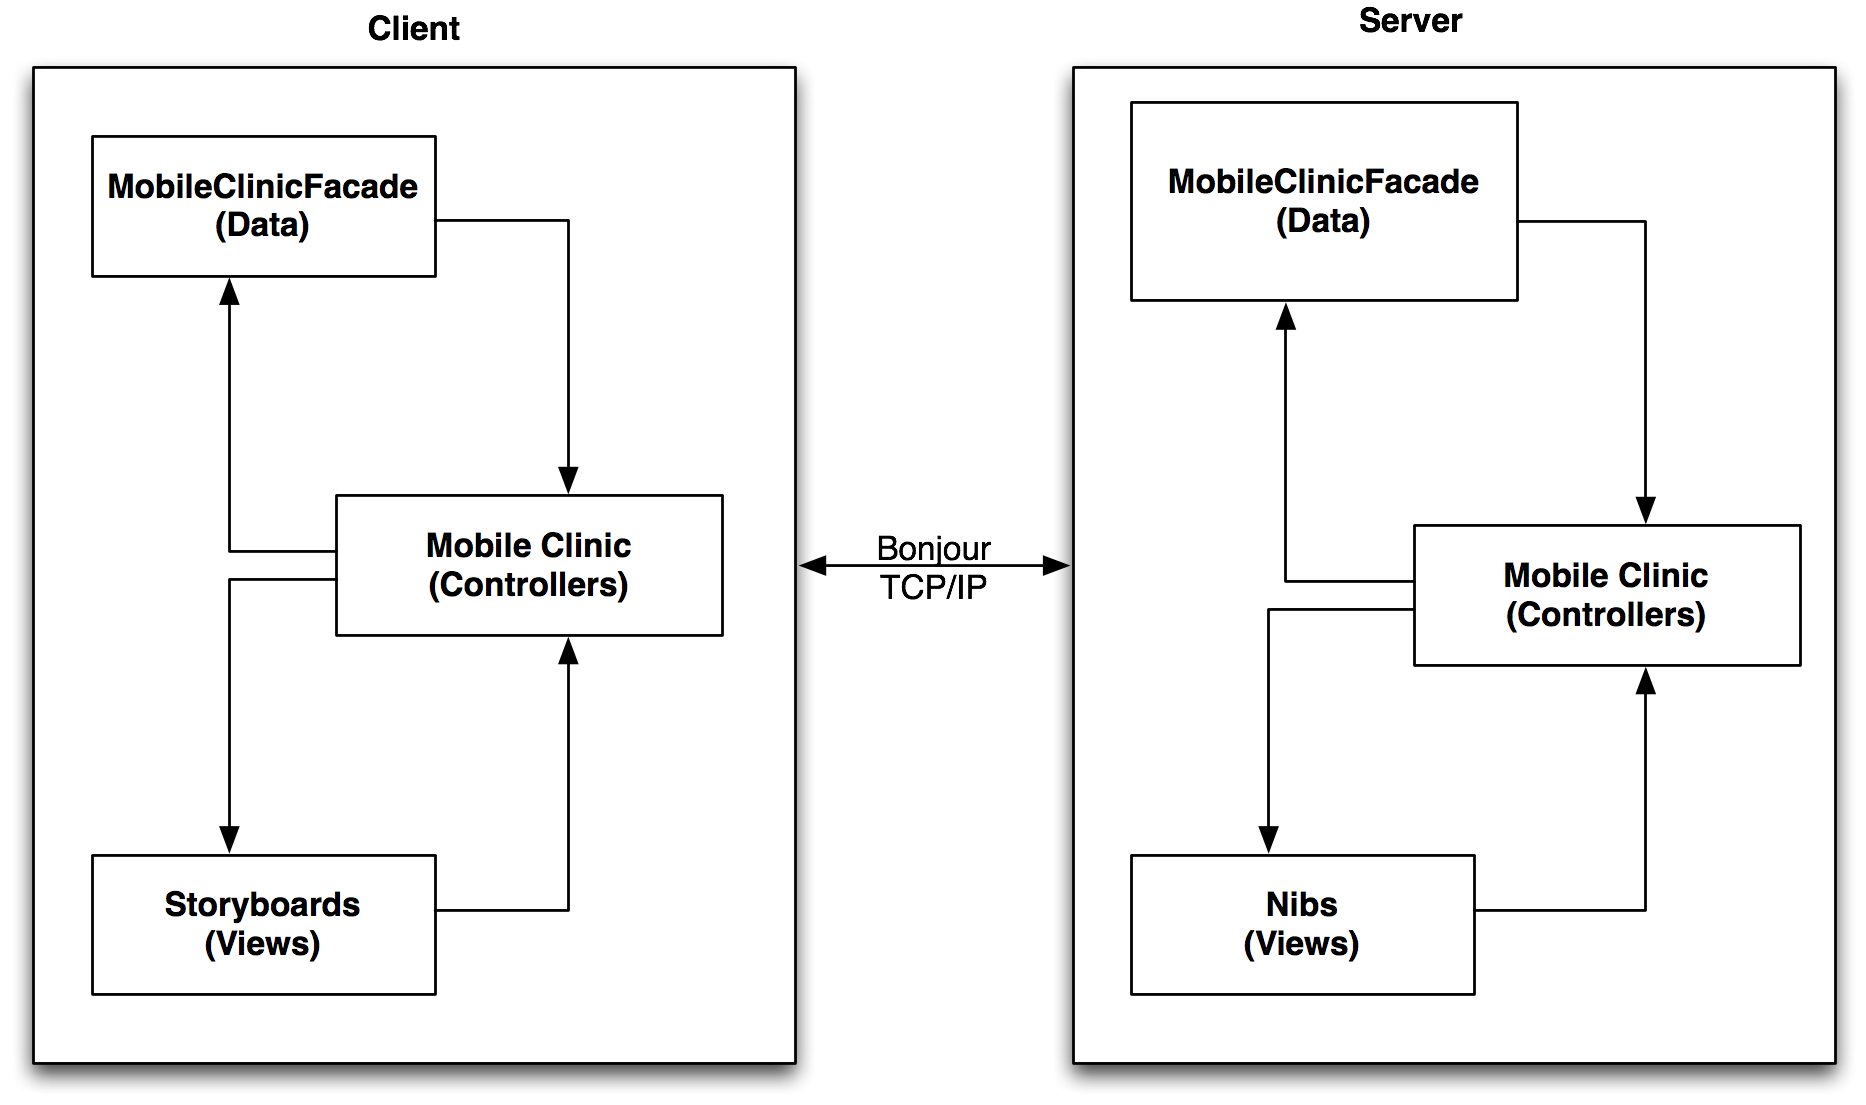 Client
Server
MobileClinicFacade
(Data)
Mobile Clinic
(Controllers)
Storyboards
(Views)
Bonjour
TCP/IP
MobileClinicFacade
(Data)
Mobile Clinic
(Controllers)
Nibs
(Views)